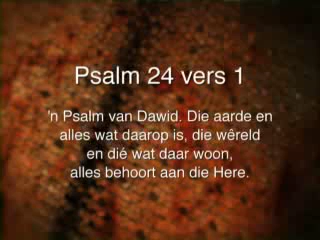 Psalm 24 vers 1
'n Psalm van Dawid. Die aarde en
alles wat daarop is, die wêreld
en dié wat daar woon,
alles behoort aan die Here.